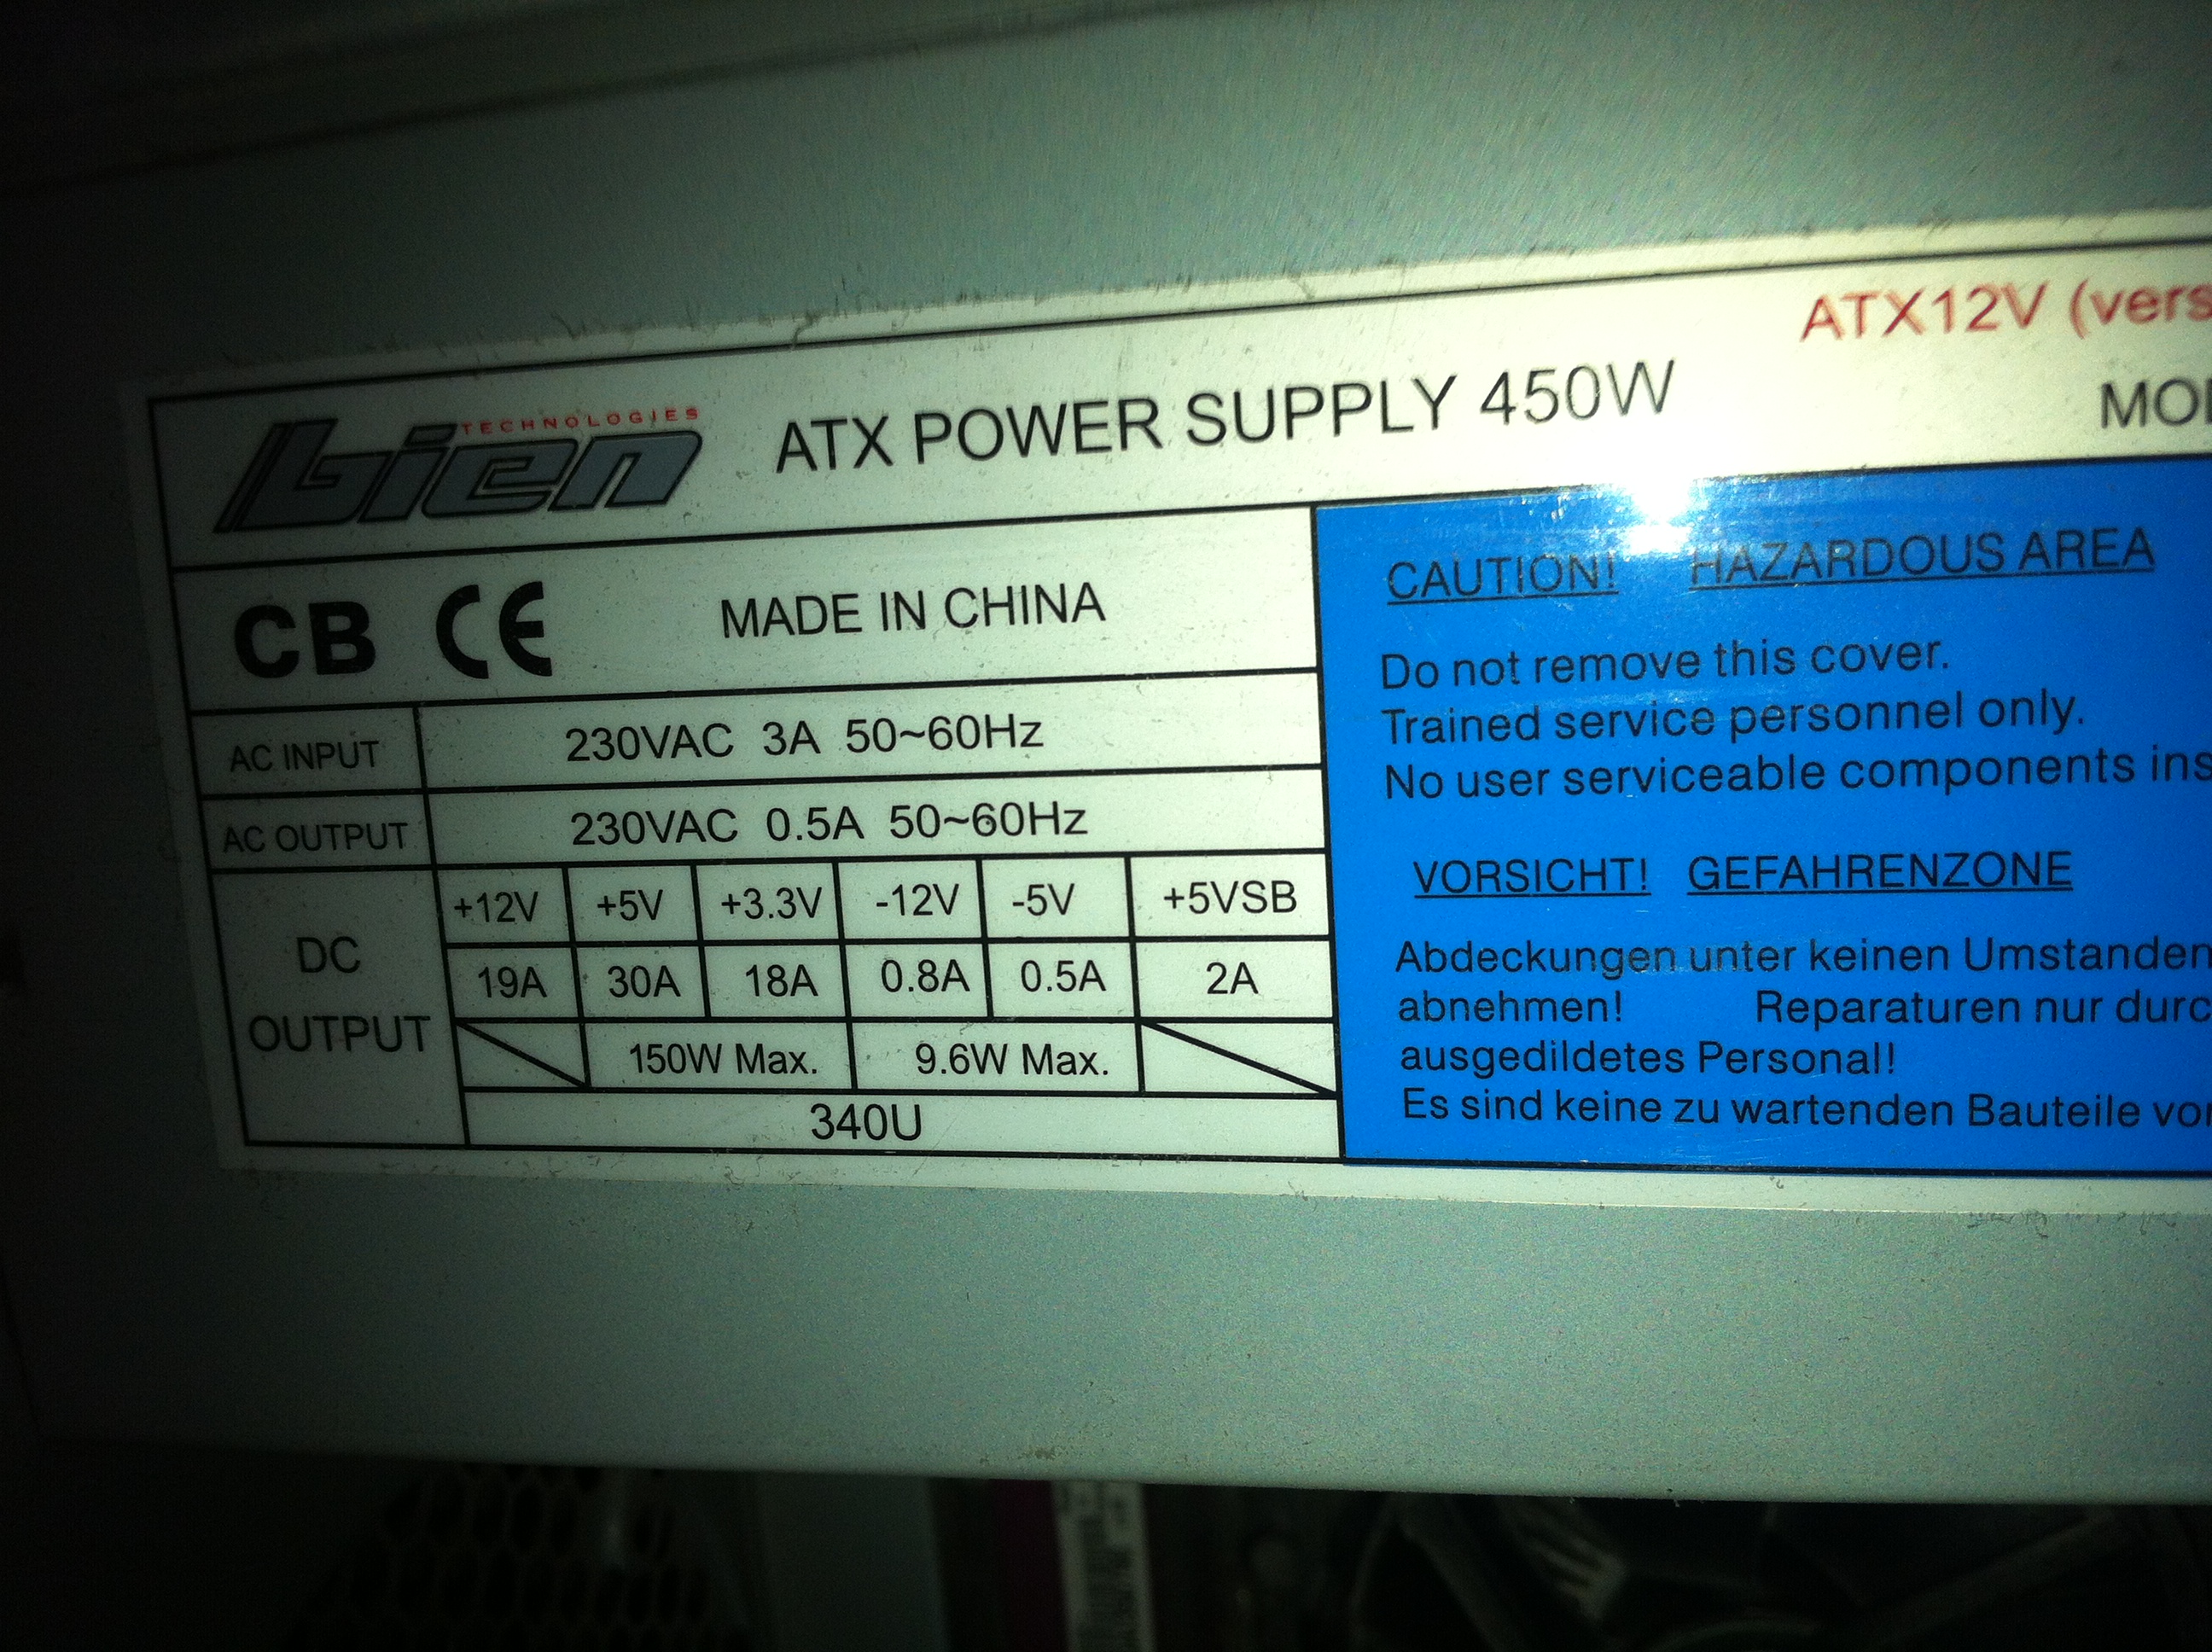 bien TECHNOLOGIES
ATX POWER SUPPLY 450W
ATX12V
CB CE MADE IN CHINA
AC INPUT 230VAC 3A 50~60Hz
AC OUTPUT 230VAC 0.5A 50~60Hz
DC OUTPUT
+12V +5V +3.3V -12V -5V +5VSB
19A 30A 18A 0.8A 0.5A 2A
150W Max. 9.6W Max.
340U
CAUTION! HAZARDOUS AREA
Do not remove this cover.
Trained service personnel only.
No user serviceable components
VORSICHT! GEFAHRENZONE
Abdeckungen unter keinen Umstanden
abnehmen! Reparaturen nur
ausgedildetes Personal!
Es sind keine zu wartenden Bauteile